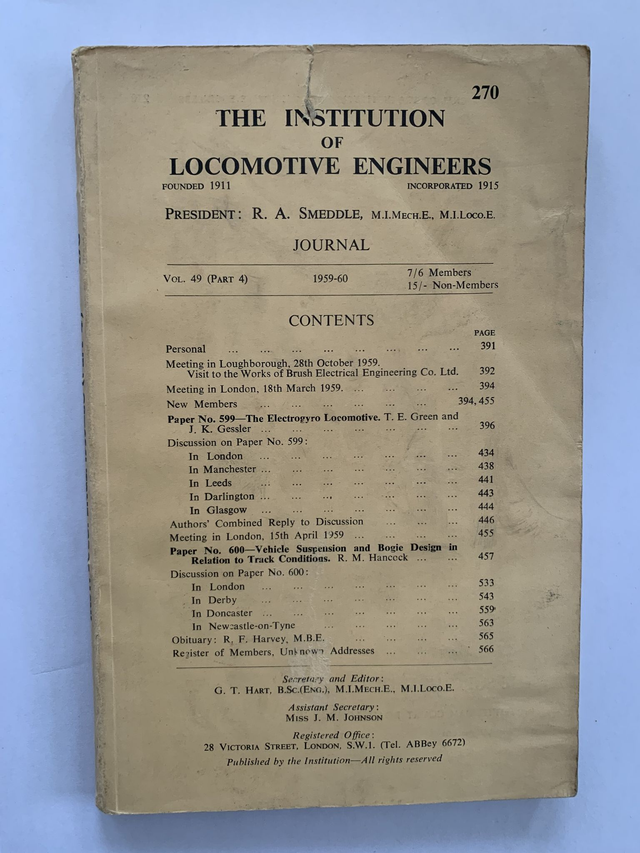 270
THE INSTITUTION
OF
LOCOMOTIVE ENGINEERS
FOUNDED 1911 INCORPORATED 1915
PRESIDENT: R. A. SMEDDLE, M.I.MECH.E., M.I.LOCO.E.
JOURNAL
VOL. 49 (PART 4) 1959-60 7/6 Members
15/- Non-Members
CONTENTS
PAGE
Personal ... ... ... ... ... ... ... 391
Meeting in Loughborough, 28th October 1959.
Visit to the Works of Brush Electrical Engineering Co. Ltd. 392
Meeting in London, 18th March 1959. ... ... ... ... 394
New Members ... ... ... ... ... ... 394, 455
Paper No. 599—The Electrogyro Locomotive. T. E. Green and
J. K. Gessler ... ... ... ... ... ... ... 396
Discussion on Paper No. 599:
In London ... ... ... ... ... ... 434
In Manchester ... ... ... ... ... ... 438
In Leeds ... ... ... ... ... ... 441
In Darlington ... ... ... ... ... ... 443
In Glasgow ... ... ... ... ... ... 444
Authors' Combined Reply to Discussion ... ... ... 446
Meeting in London, 15th April 1959 ... ... ... ... 455
Paper No. 600—Vehicle Suspension and Bogie Design in
Relation to Track Conditions. R. M. Hancock ... ... 457
Discussion on Paper No. 600:
In London ... ... ... ... ... ... 533
In Derby ... ... ... ... ... ... 543
In Doncaster ... ... ... ... ... ... 559
In Newcastle-on-Tyne ... ... ... ... ... 563
Obituary: R. F. Harvey, M.B.E. ... ... ... ... 565
Register of Members, Unknown Addresses ... ... ... 566
Secretary and Editor:
G. T. HART, B.SC.(ENG.), M.I.MECH.E., M.I.LOCO.E.
Assistant Secretary:
MISS J. M. JOHNSON
Registered Office:
28 VICTORIA STREET, LONDON, S.W.1. (Tel. ABBey 6672)
Published by the Institution—All rights reserved